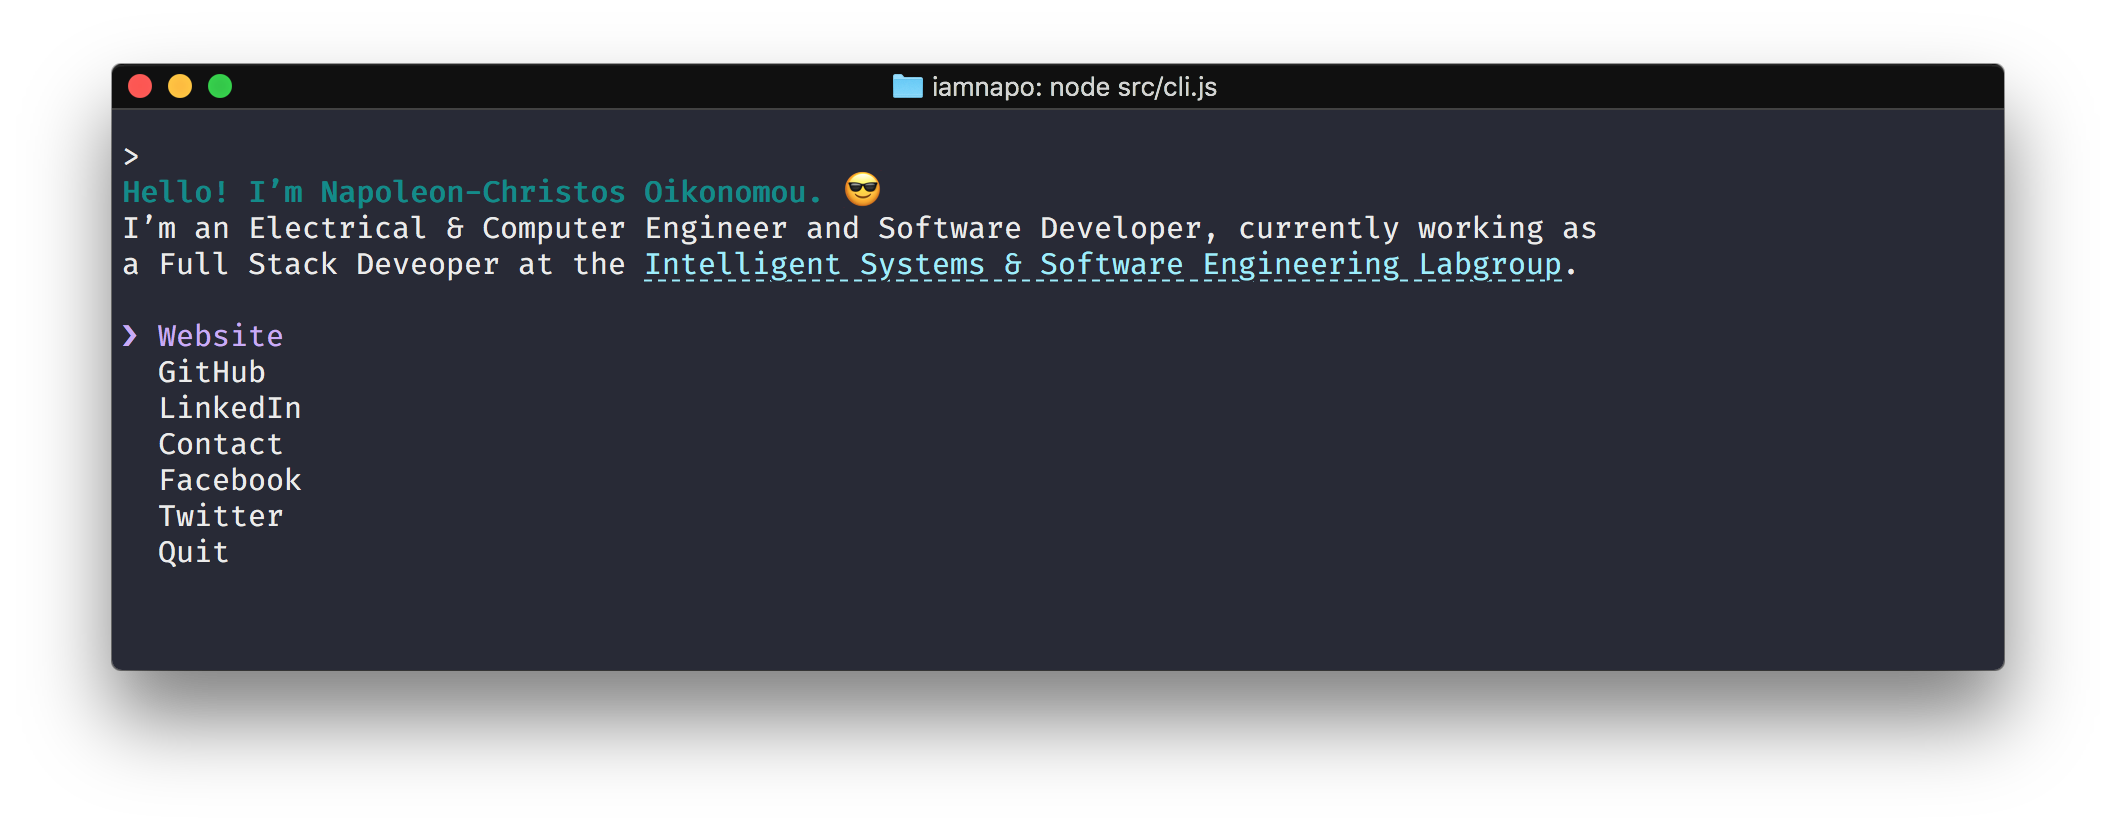 iamnapo: node src/cli.js
>
Hello! I’m Napoleon-Christos Oikonomou. 😎
I’m an Electrical & Computer Engineer and Software Developer, currently working as
a Full Stack Deveoper at the Intelligent Systems & Software Engineering Labgroup.
❯ Website
GitHub
LinkedIn
Contact
Facebook
Twitter
Quit